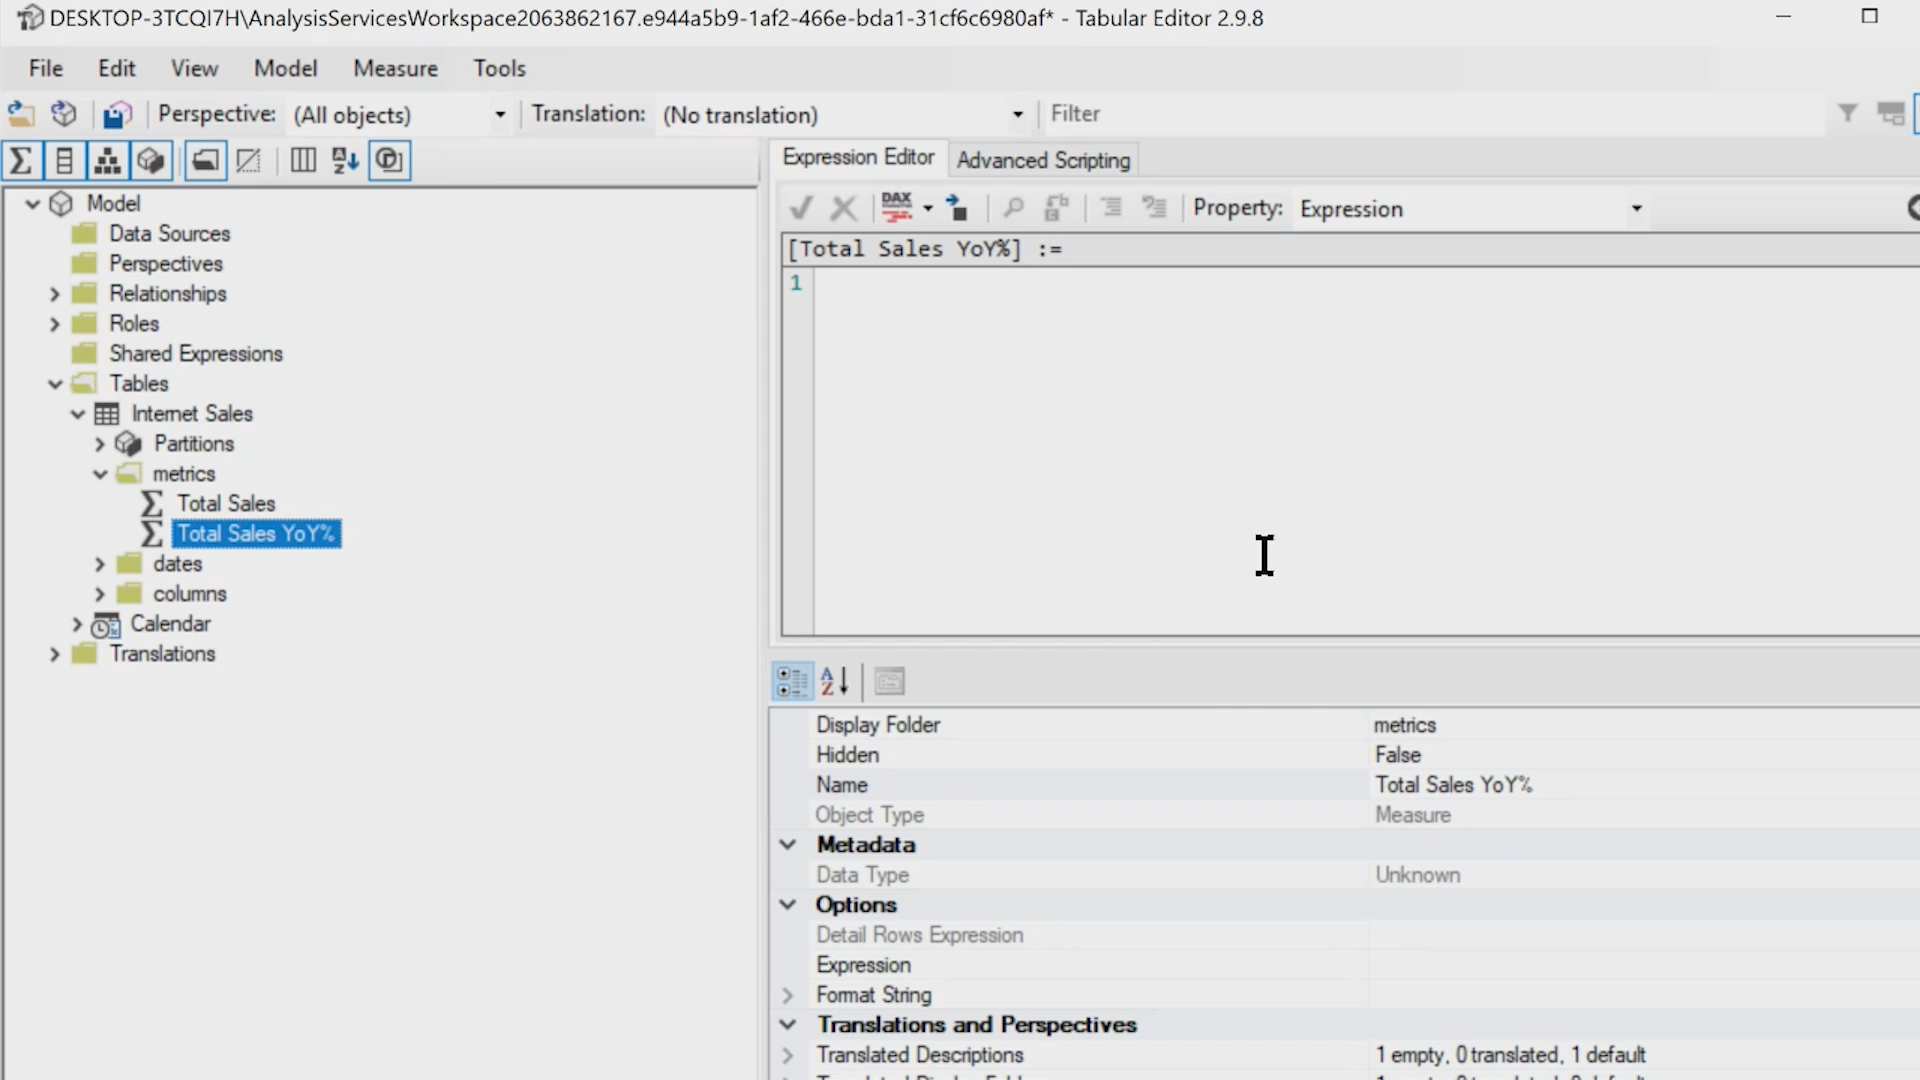 DESKTOP-3TCQI7H\AnalysisServicesWorkspace2063862167.e944a5b9-1af2-466e-bda1-31cf6c6980af* - Tabular Editor 2.9.8
File Edit View Model Measure Tools
Perspective: (All objects) Translation: (No translation) Filter
Expression Editor Advanced Scripting
DAX Property: Expression
Model
Data Sources
Perspectives
Relationships
Roles
Shared Expressions
Tables
Internet Sales
Partitions
metrics
Total Sales
Total Sales YoY%
dates
columns
Calendar
Translations
[Total Sales YoY%] :=
1
Display Folder metrics
Hidden False
Name Total Sales YoY%
Object Type Measure
Metadata
Data Type Unknown
Options
Detail Rows Expression
Expression
Format String
Translations and Perspectives
Translated Descriptions 1 empty, 0 translated, 1 default